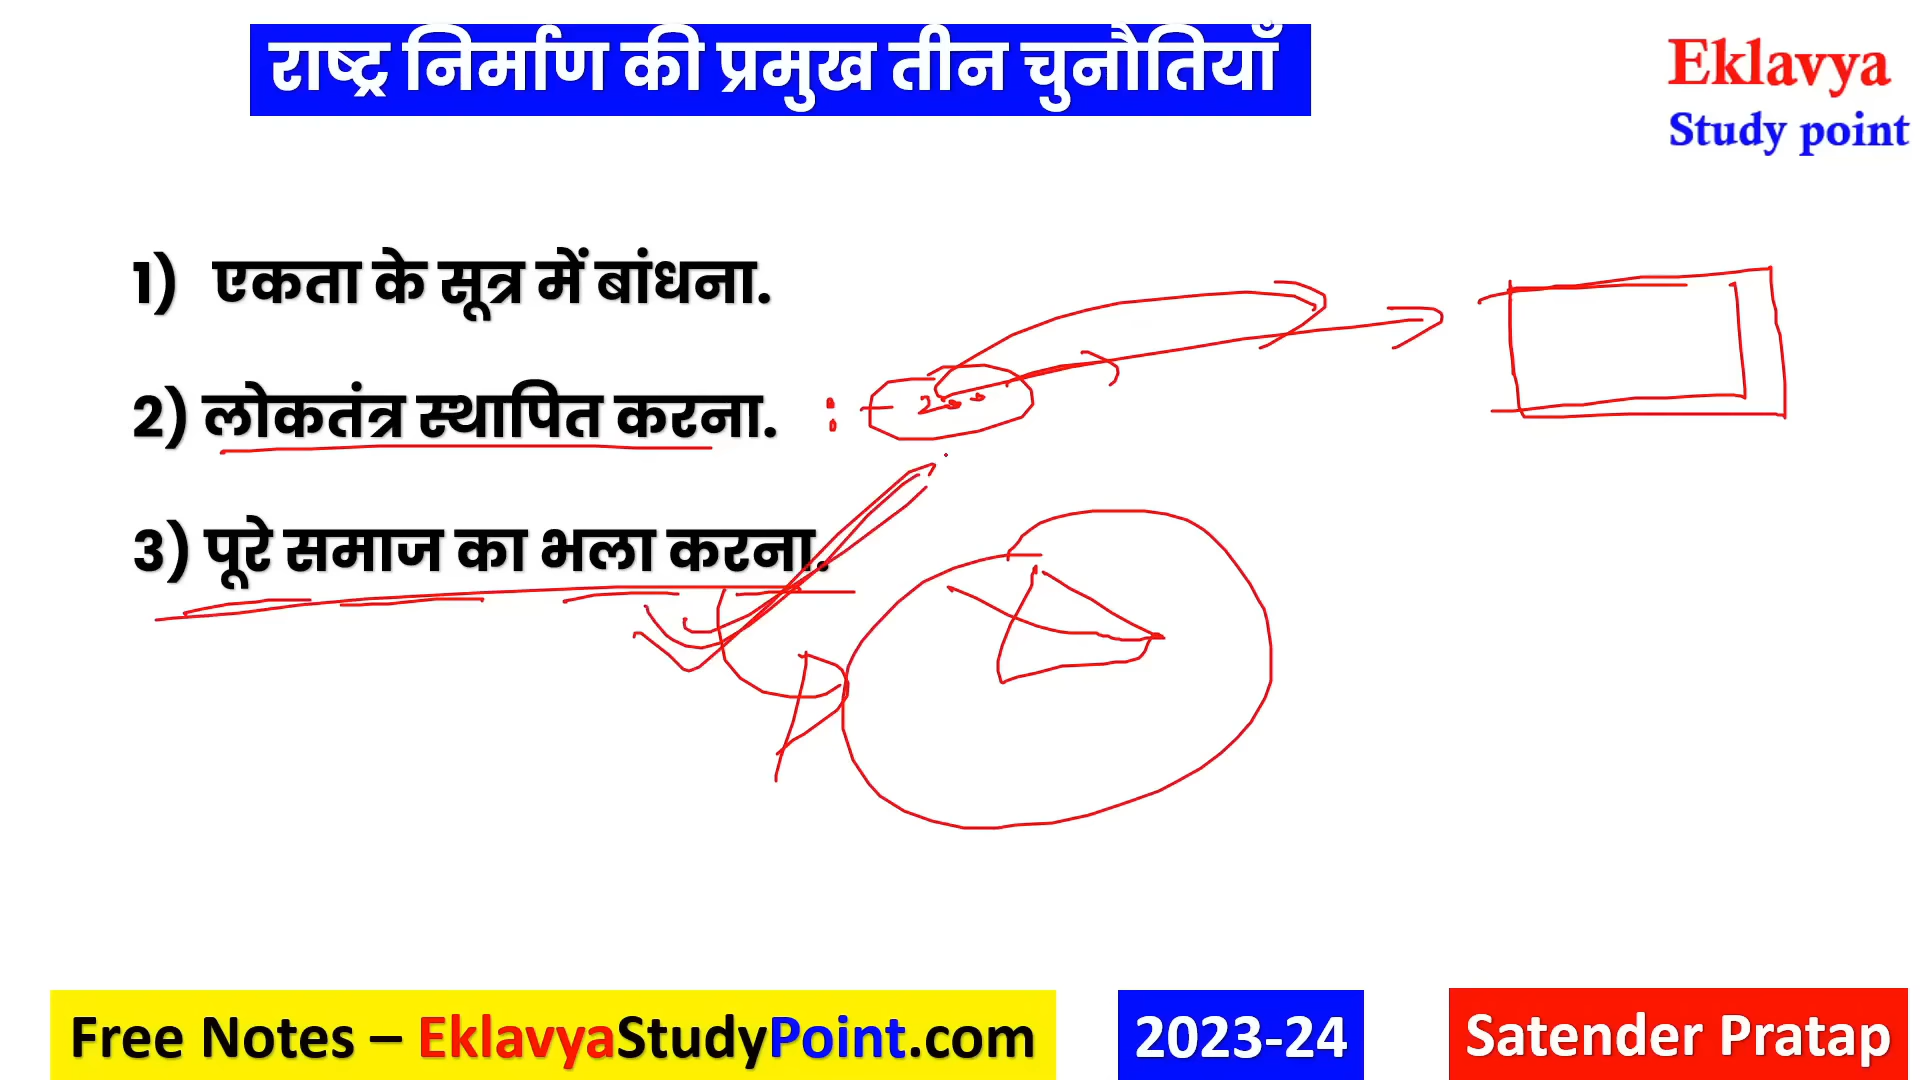 राष्ट्र निर्माण की प्रमुख तीन चुनौतियाँ
Eklavya
Study point
1) एकता के सूत्र में बांधना.
2) लोकतंत्र स्थापित करना.
: - 200
3) पूरे समाज का भला करना.
Free Notes – EklavyaStudyPoint.com
2023-24
Satender Pratap